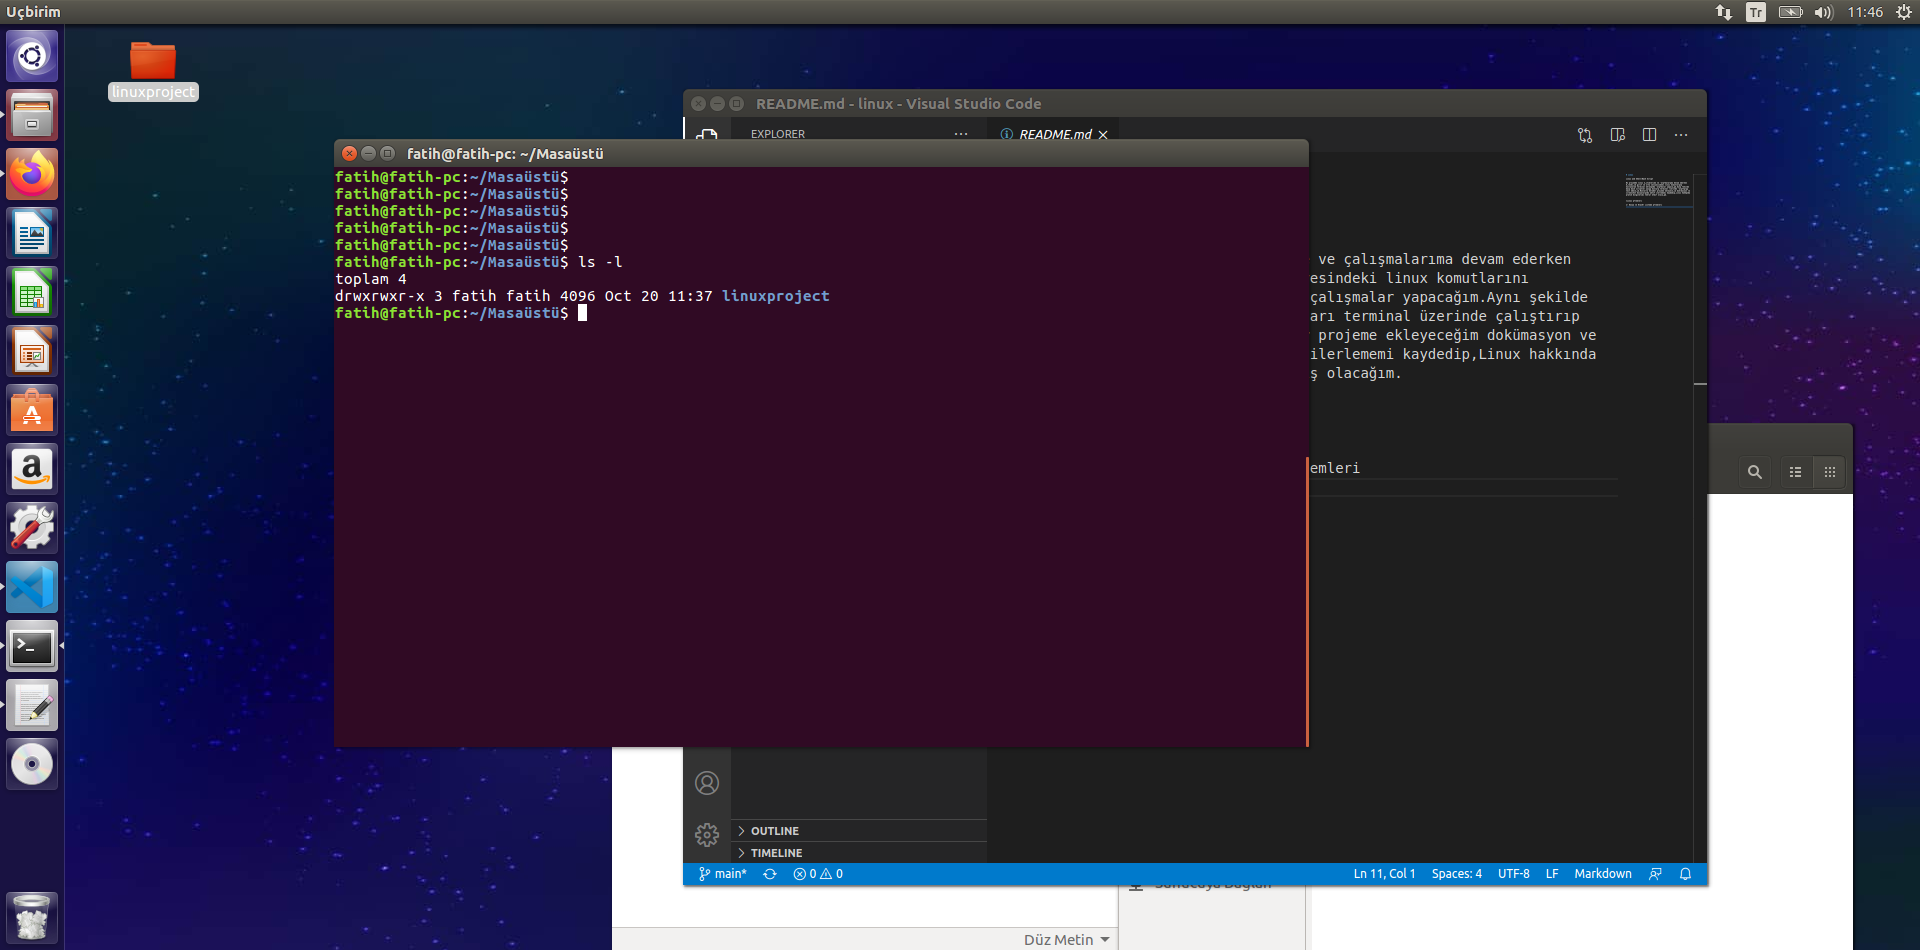 Uçbirim
Tr
11:46
linuxproject
README.md - linux - Visual Studio Code
EXPLORER
README.md
fatih@fatih-pc: ~/Masaüstü
fatih@fatih-pc:~/Masaüstü$
fatih@fatih-pc:~/Masaüstü$
fatih@fatih-pc:~/Masaüstü$
fatih@fatih-pc:~/Masaüstü$
fatih@fatih-pc:~/Masaüstü$
fatih@fatih-pc:~/Masaüstü$ ls -l
toplam 4
drwxrwxr-x 3 fatih fatih 4096 Oct 20 11:37 linuxproject
fatih@fatih-pc:~/Masaüstü$
ve çalışmalarıma devam ederken
esindeki linux komutlarını
çalışmalar yapacağım.Aynı şekilde
arı terminal üzerinde çalıştırıp
projeme ekleyeceğim dokümasyon ve
ilerlememi kaydedip,Linux hakkında
ş olacağım.
emleri
OUTLINE
TIMELINE
main*
0 0
Ln 11, Col 1
Spaces: 4
UTF-8
LF
Markdown
Düz Metin